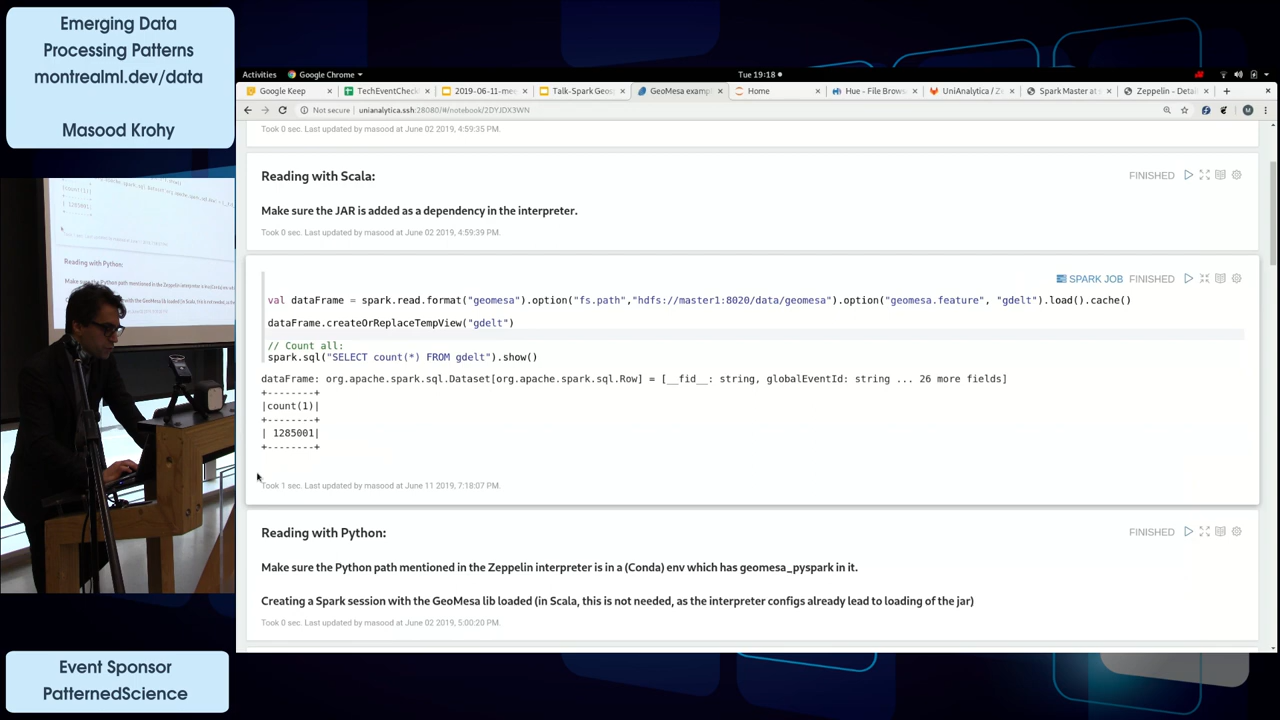 Emerging Data
Processing Patterns
montrealml.dev/data
Masood Krohy
Activities
Google Chrome
Tue 19:18
Google Keep
TechEventCheck
2019-06-11-mee
Talk-Spark Geos
GeoMesa examp
Home
Hue - File Brows
UniAnalytica / Ze
Spark Master at s
Zeppelin - Detail
Not secure
unianalytica.ssh:28080/#/notebook/2DYJDX3WN
Took 0 sec. Last updated by masood at June 02 2019, 4:59:35 PM.
Reading with Scala:
FINISHED
Make sure the JAR is added as a dependency in the interpreter.
Took 0 sec. Last updated by masood at June 02 2019, 4:59:39 PM.
SPARK JOB FINISHED
val dataFrame = spark.read.format("geomesa").option("fs.path","hdfs://master1:8020/data/geomesa").option("geomesa.feature", "gdelt").load().cache()
dataFrame.createOrReplaceTempView("gdelt")
// Count all:
spark.sql("SELECT count(*) FROM gdelt").show()
dataFrame: org.apache.spark.sql.Dataset[org.apache.spark.sql.Row] = [__fid__: string, globalEventId: string ... 26 more fields]
+--------+
|count(1)|
+--------+
| 1285001|
+--------+
Took 1 sec. Last updated by masood at June 11 2019, 7:18:07 PM.
Reading with Python:
FINISHED
Make sure the Python path mentioned in the Zeppelin interpreter is in a (Conda) env which has geomesa_pyspark in it.
Creating a Spark session with the GeoMesa lib loaded (in Scala, this is not needed, as the interpreter configs already lead to loading of the jar)
Took 0 sec. Last updated by masood at June 02 2019, 5:00:20 PM.
|count(1)|
| 1285001|
Reading with Python:
Event Sponsor
PatternedScience